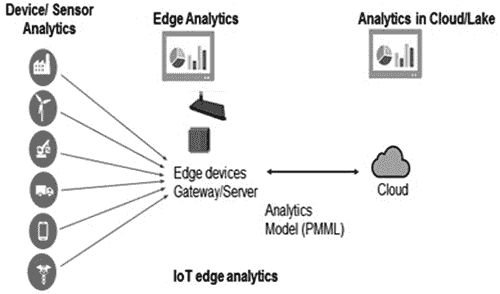 Device/ Sensor
Analytics
Edge Analytics
Analytics in Cloud/Lake
Edge devices
Gateway/Server
Cloud
Analytics
Model (PMML)
IoT edge analytics